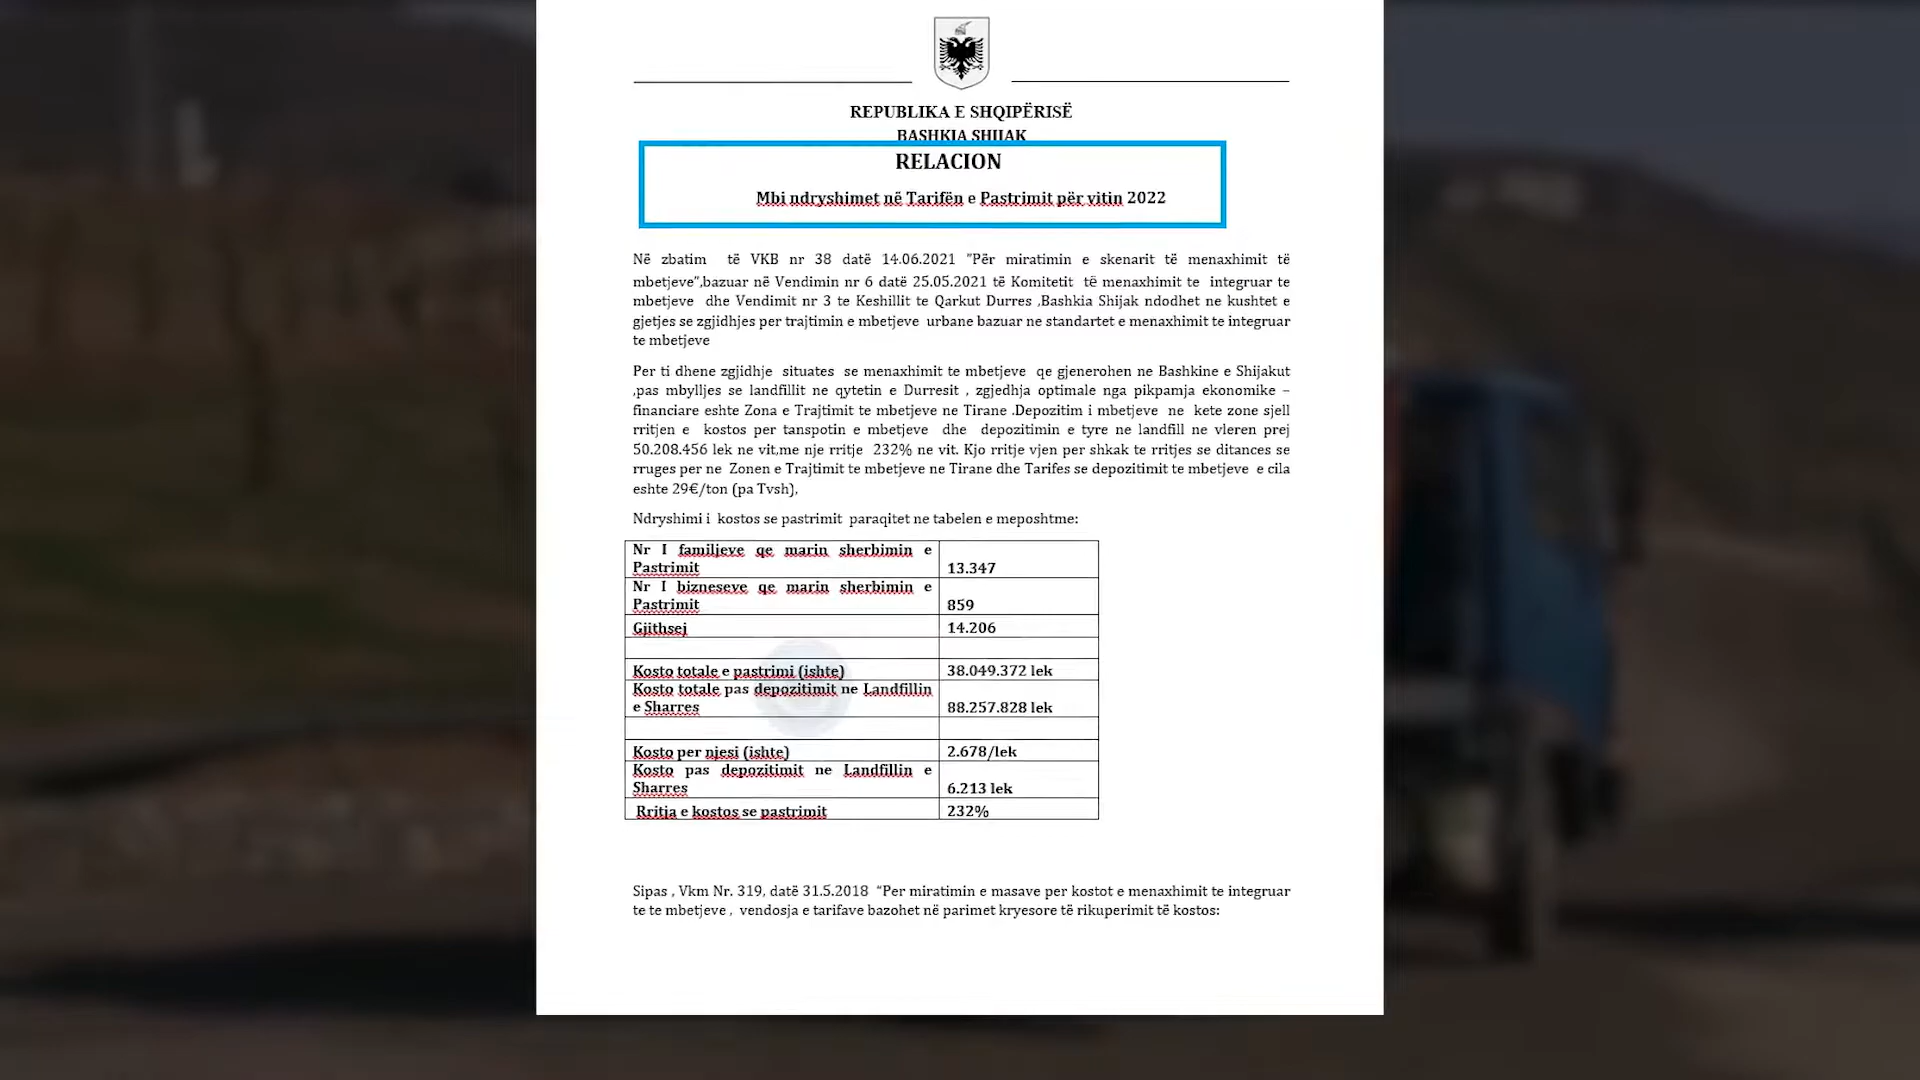 REPUBLIKA E SHQIPËRISË
BASHKIA SHIJAK
RELACION
Mbi ndryshimet në Tarifën e Pastrimit për vitin 2022
Në zbatim të VKB nr 38 datë 14.06.2021 "Për miratimin e skenarit të menaxhimit të
mbetjeve",bazuar në Vendimin nr 6 datë 25.05.2021 të Komitetit të menaxhimit te integruar te
mbetjeve dhe Vendimit nr 3 te Keshillit te Qarkut Durres ,Bashkia Shijak ndodhet ne kushtet e
gjetjes se zgjidhjes per trajtimin e mbetjeve urbane bazuar ne standartet e menaxhimit te integruar
te mbetjeve
Per ti dhene zgjidhje situates se menaxhimit te mbetjeve qe gjenerohen ne Bashkine e Shijakut
,pas mbylljes se landfillit ne qytetin e Durresit , zgjedhja optimale nga pikpamja ekonomike –
financiare eshte Zona e Trajtimit te mbetjeve ne Tirane .Depozitim i mbetjeve ne kete zone sjell
rritjen e kostos per tanspotin e mbetjeve dhe depozitimin e tyre ne landfill ne vleren prej
50.208.456 lek ne vit,me nje rritje 232% ne vit. Kjo rritje vjen per shkak te rritjes se ditances se
rruges per ne Zonen e Trajtimit te mbetjeve ne Tirane dhe Tarifes se depozitimit te mbetjeve e cila
eshte 29€/ton (pa Tvsh),
Ndryshimi i kostos se pastrimit paraqitet ne tabelen e meposhtme:
Nr I familjeve qe marin sherbimin e
Pastrimit 13.347
Nr I bizneseve qe marin sherbimin e
Pastrimit 859
Gjithsej 14.206
Kosto totale e pastrimi (ishte) 38.049.372 lek
Kosto totale pas depozitimit ne Landfillin
e Sharres 88.257.828 lek
Kosto per njesi (ishte) 2.678/lek
Kosto pas depozitimit ne Landfillin e
Sharres 6.213 lek
Rritja e kostos se pastrimit 232%
Sipas , Vkm Nr. 319, datë 31.5.2018 “Per miratimin e masave per kostot e menaxhimit te integruar
te te mbetjeve , vendosja e tarifave bazohet në parimet kryesore të rikuperimit të kostos: